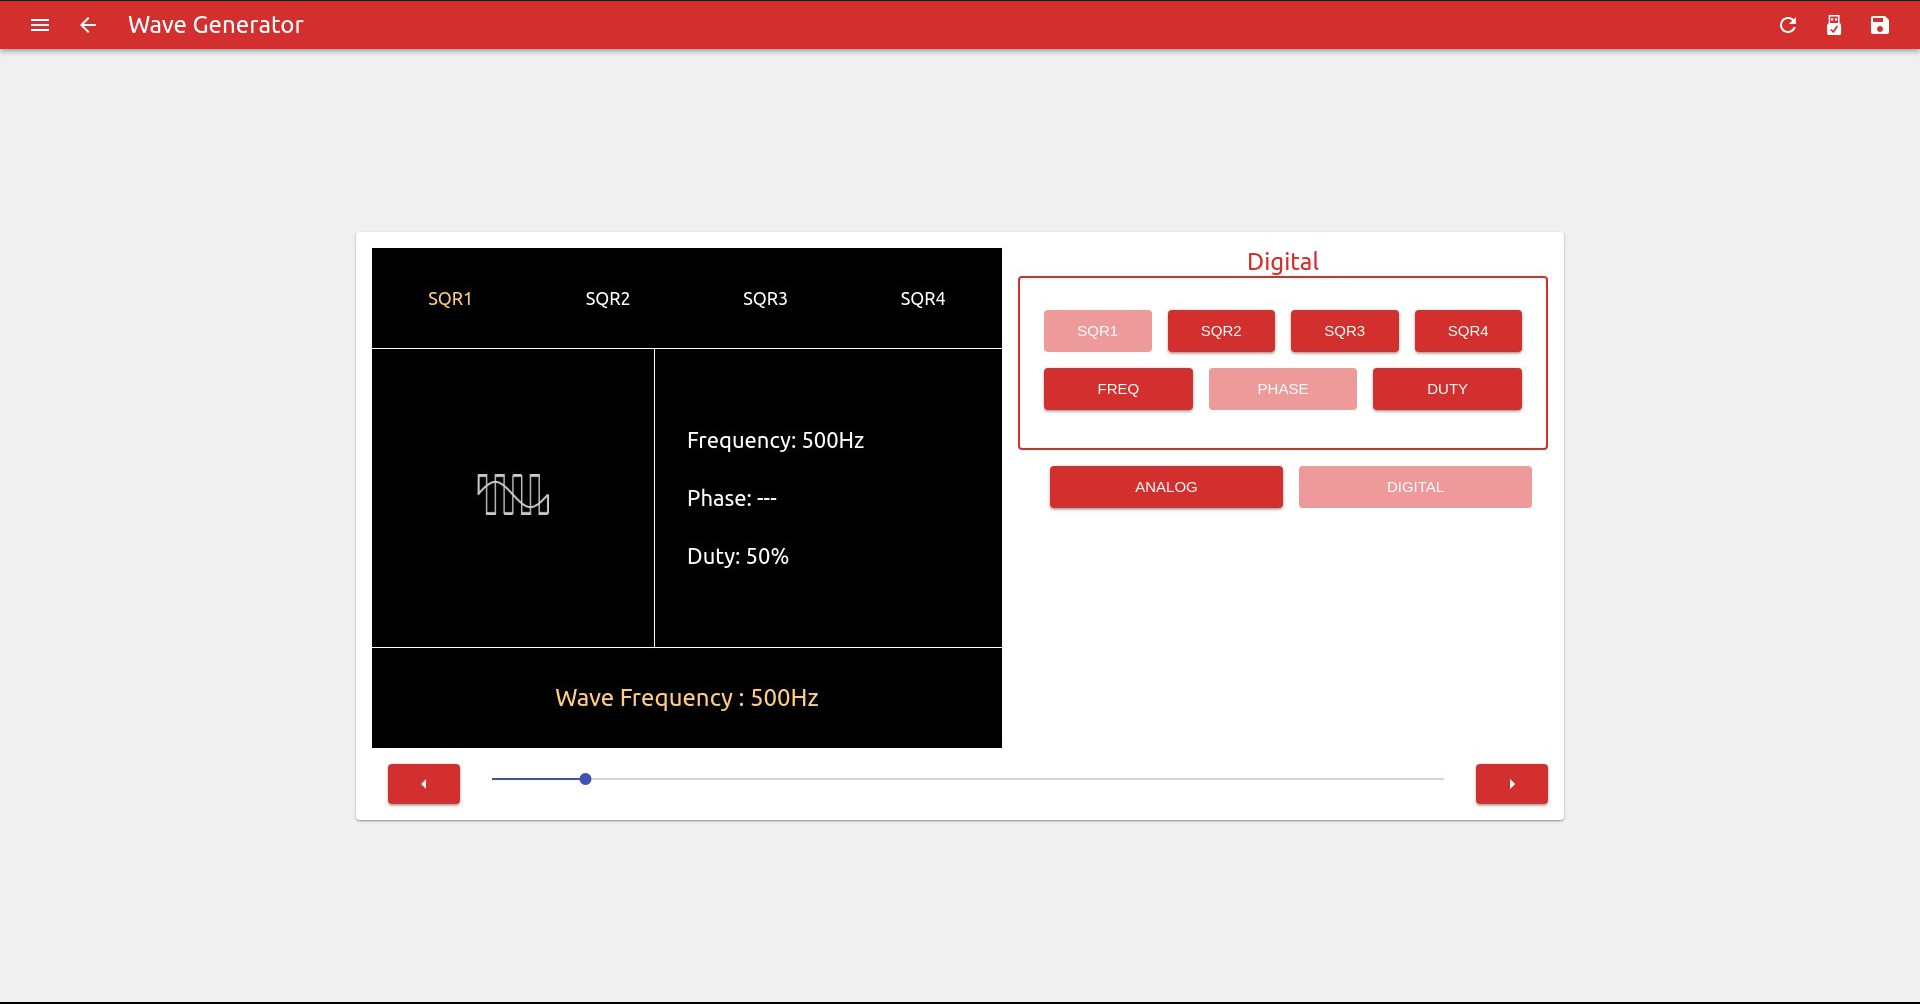 Wave Generator
SQR1 SQR2 SQR3 SQR4
Frequency: 500Hz
Phase: ---
Duty: 50%
Wave Frequency : 500Hz
Digital
SQR1 SQR2 SQR3 SQR4
FREQ PHASE DUTY
ANALOG DIGITAL